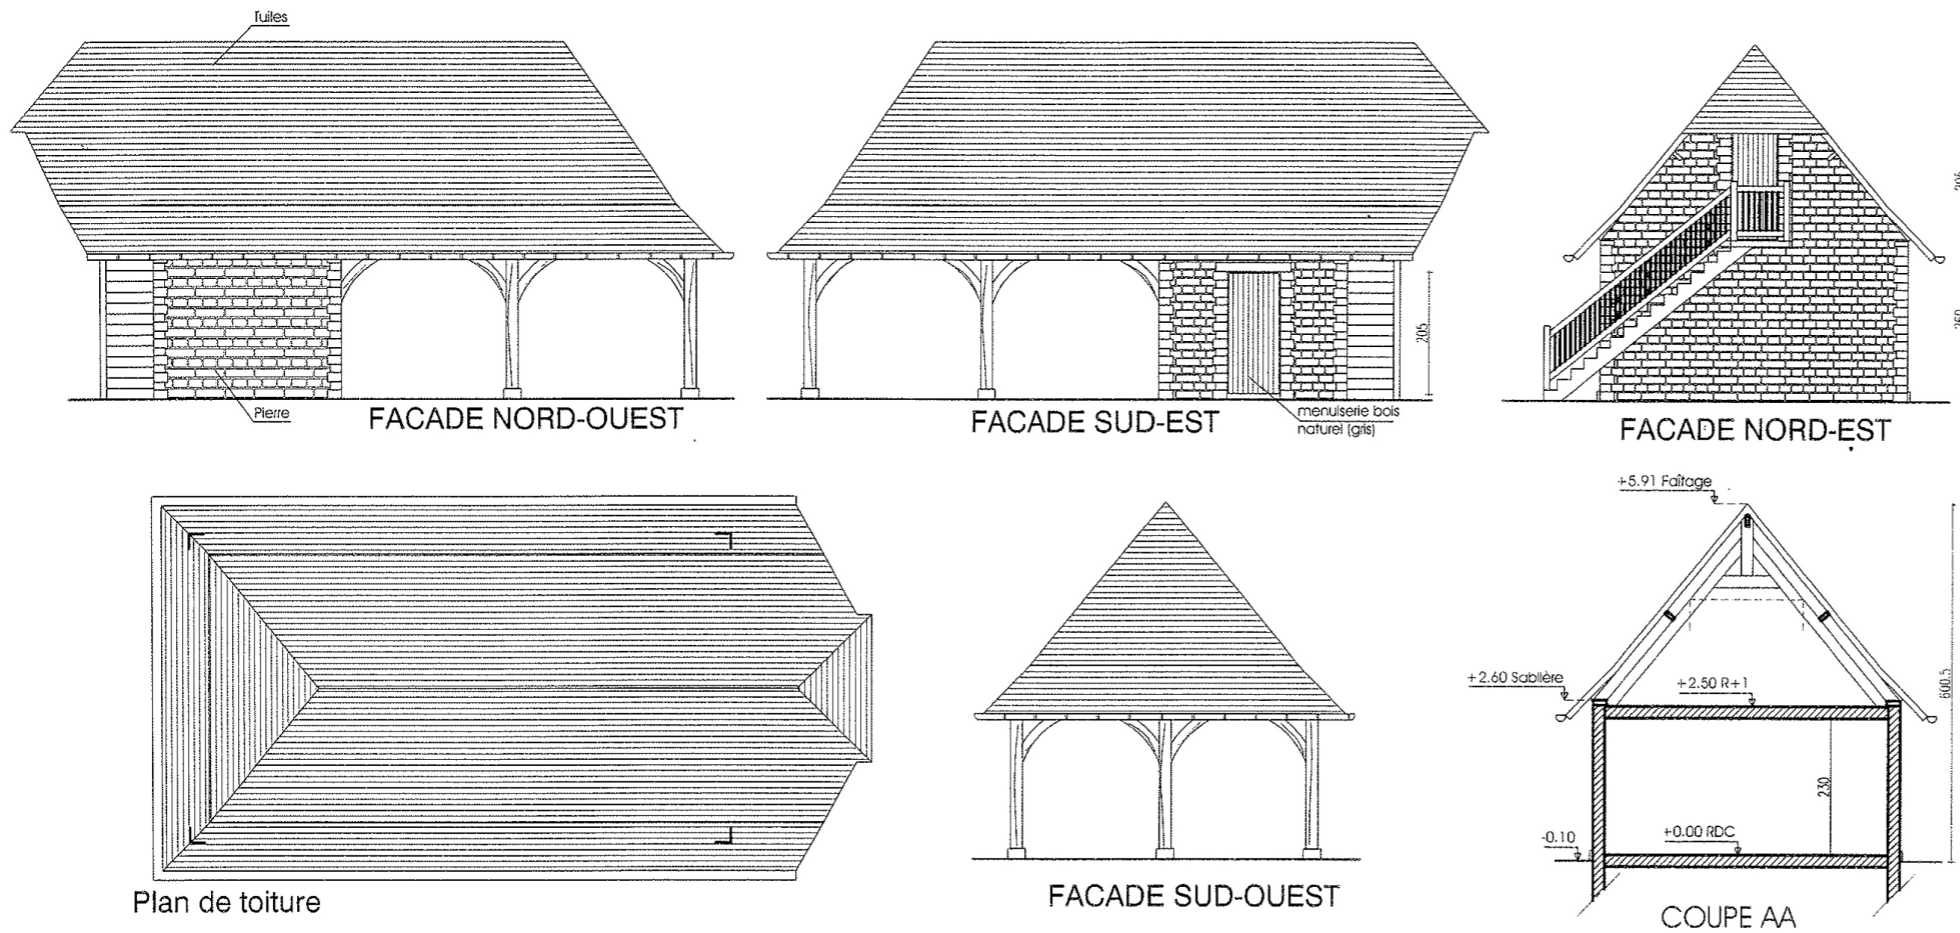 Tuiles
Pierre
FACADE NORD-OUEST
205
menuiserie bois
naturel (gris)
FACADE SUD-EST
FACADE NORD-EST
Plan de toiture
FACADE SUD-OUEST
+5.91 Faîtage
+2.60 Sablière
+2.50 R+1
230
-0.10
+0.00 RDC
600.5
COUPE AA